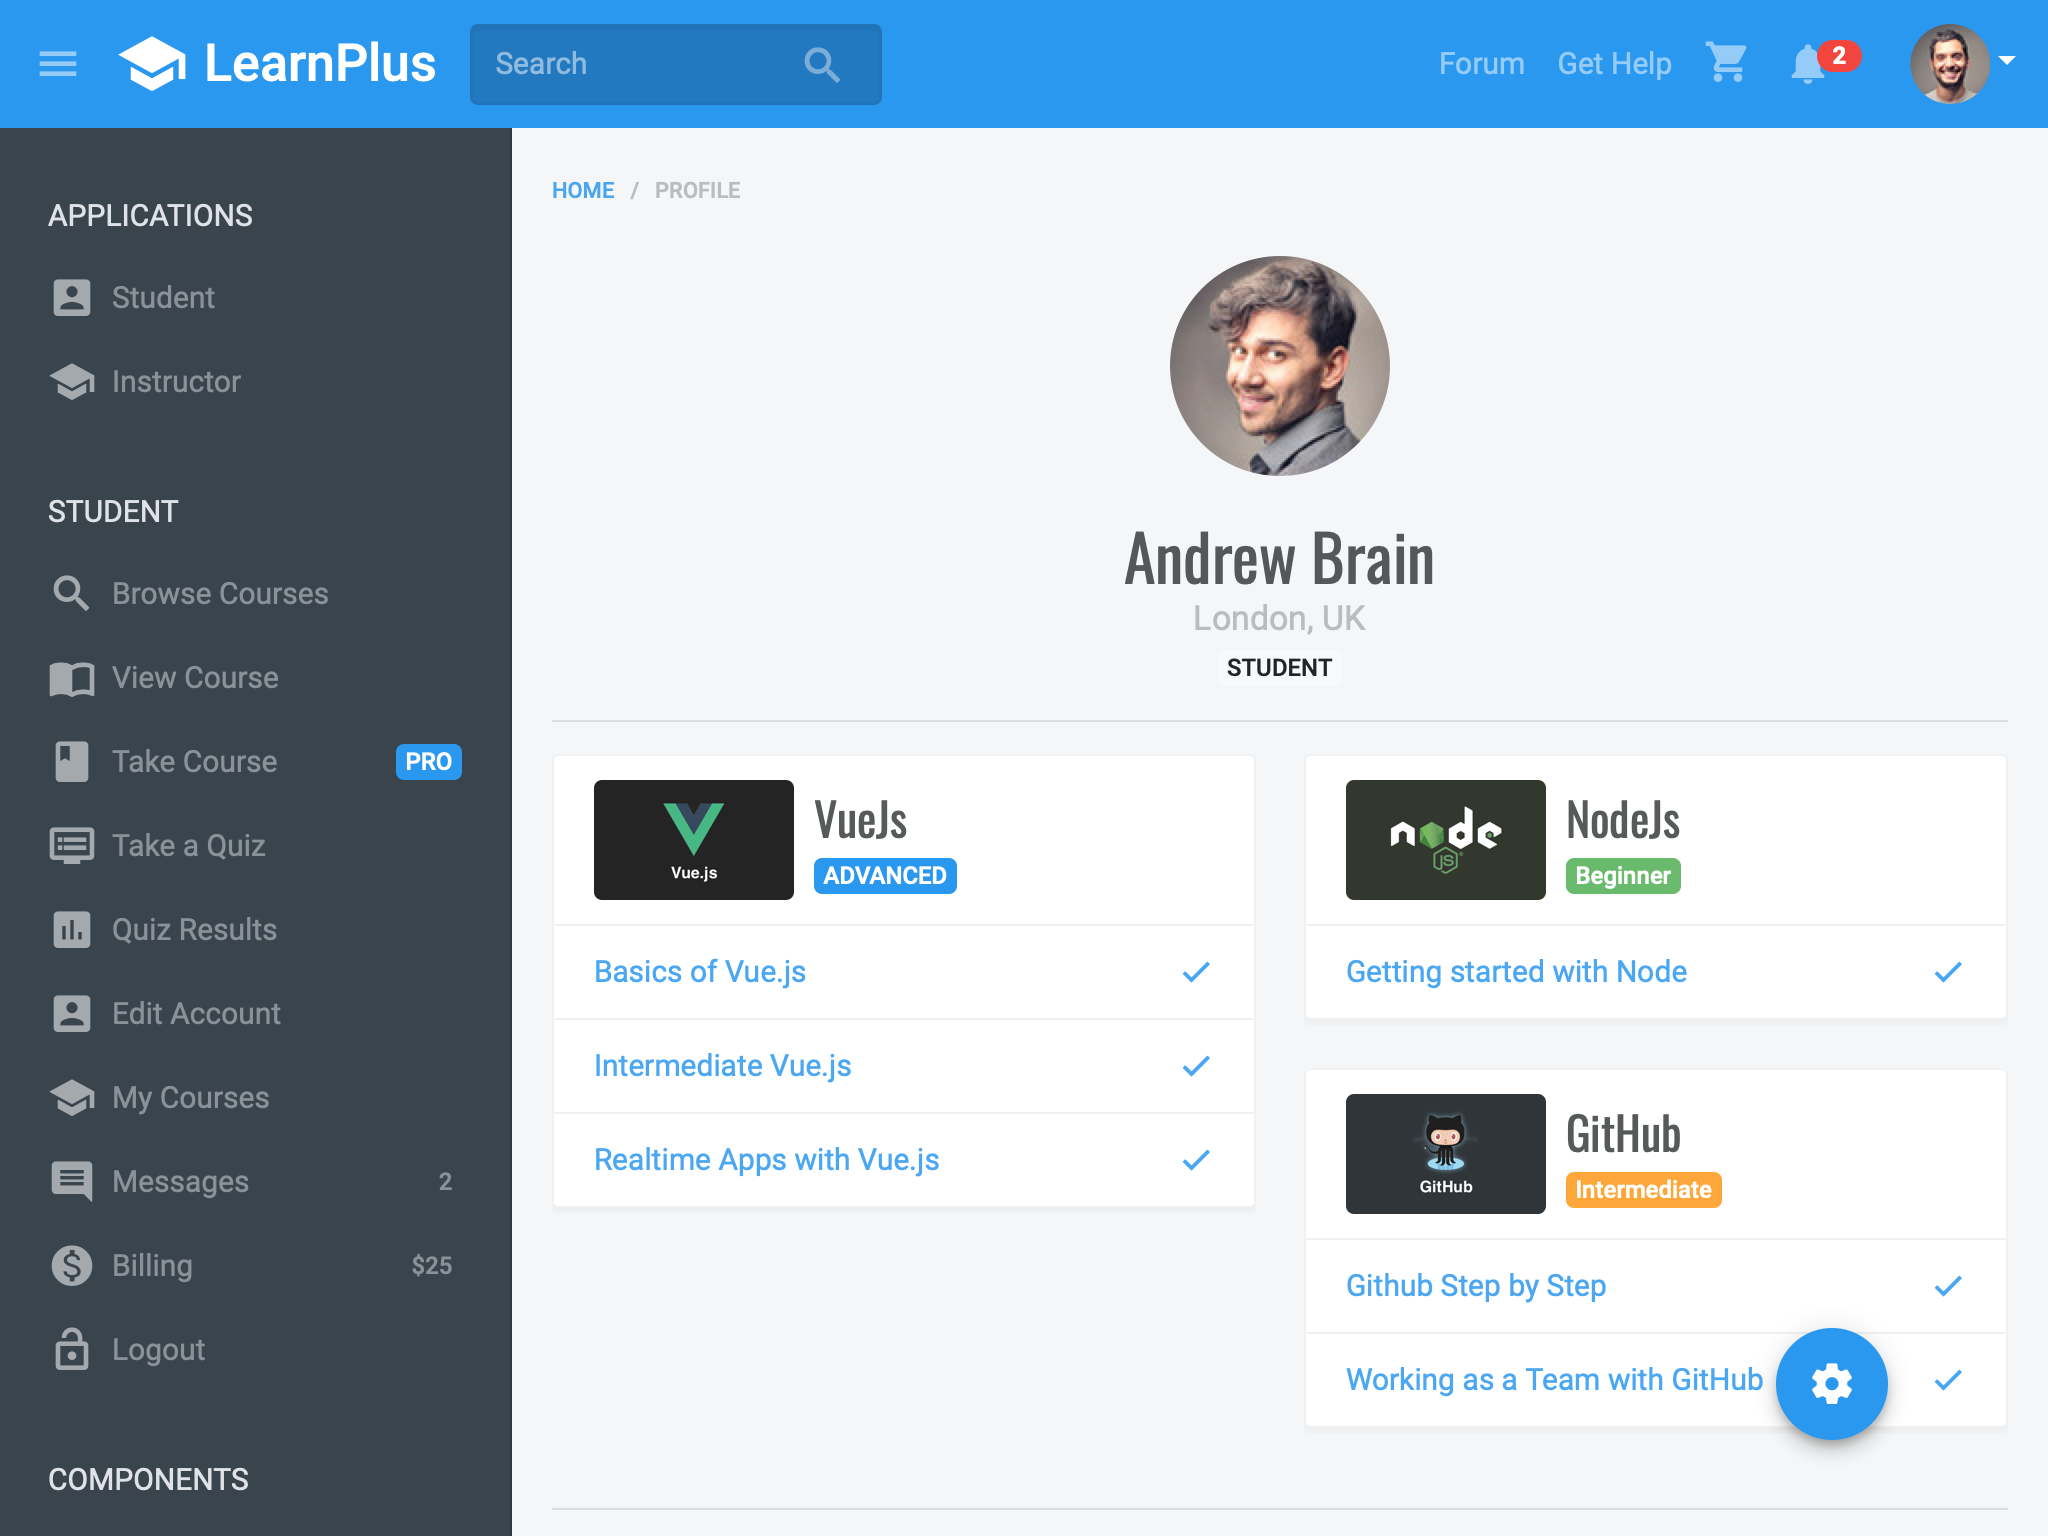 LearnPlus
Search
Forum
Get Help
2
APPLICATIONS
Student
Instructor
STUDENT
Browse Courses
View Course
Take Course
PRO
Take a Quiz
Quiz Results
Edit Account
My Courses
Messages
2
Billing
$25
Logout
COMPONENTS
HOME / PROFILE
Andrew Brain
London, UK
STUDENT
Vue.js
VueJs
ADVANCED
Basics of Vue.js
Intermediate Vue.js
Realtime Apps with Vue.js
node
JS
NodeJs
Beginner
Getting started with Node
GitHub
GitHub
Intermediate
Github Step by Step
Working as a Team with GitHub